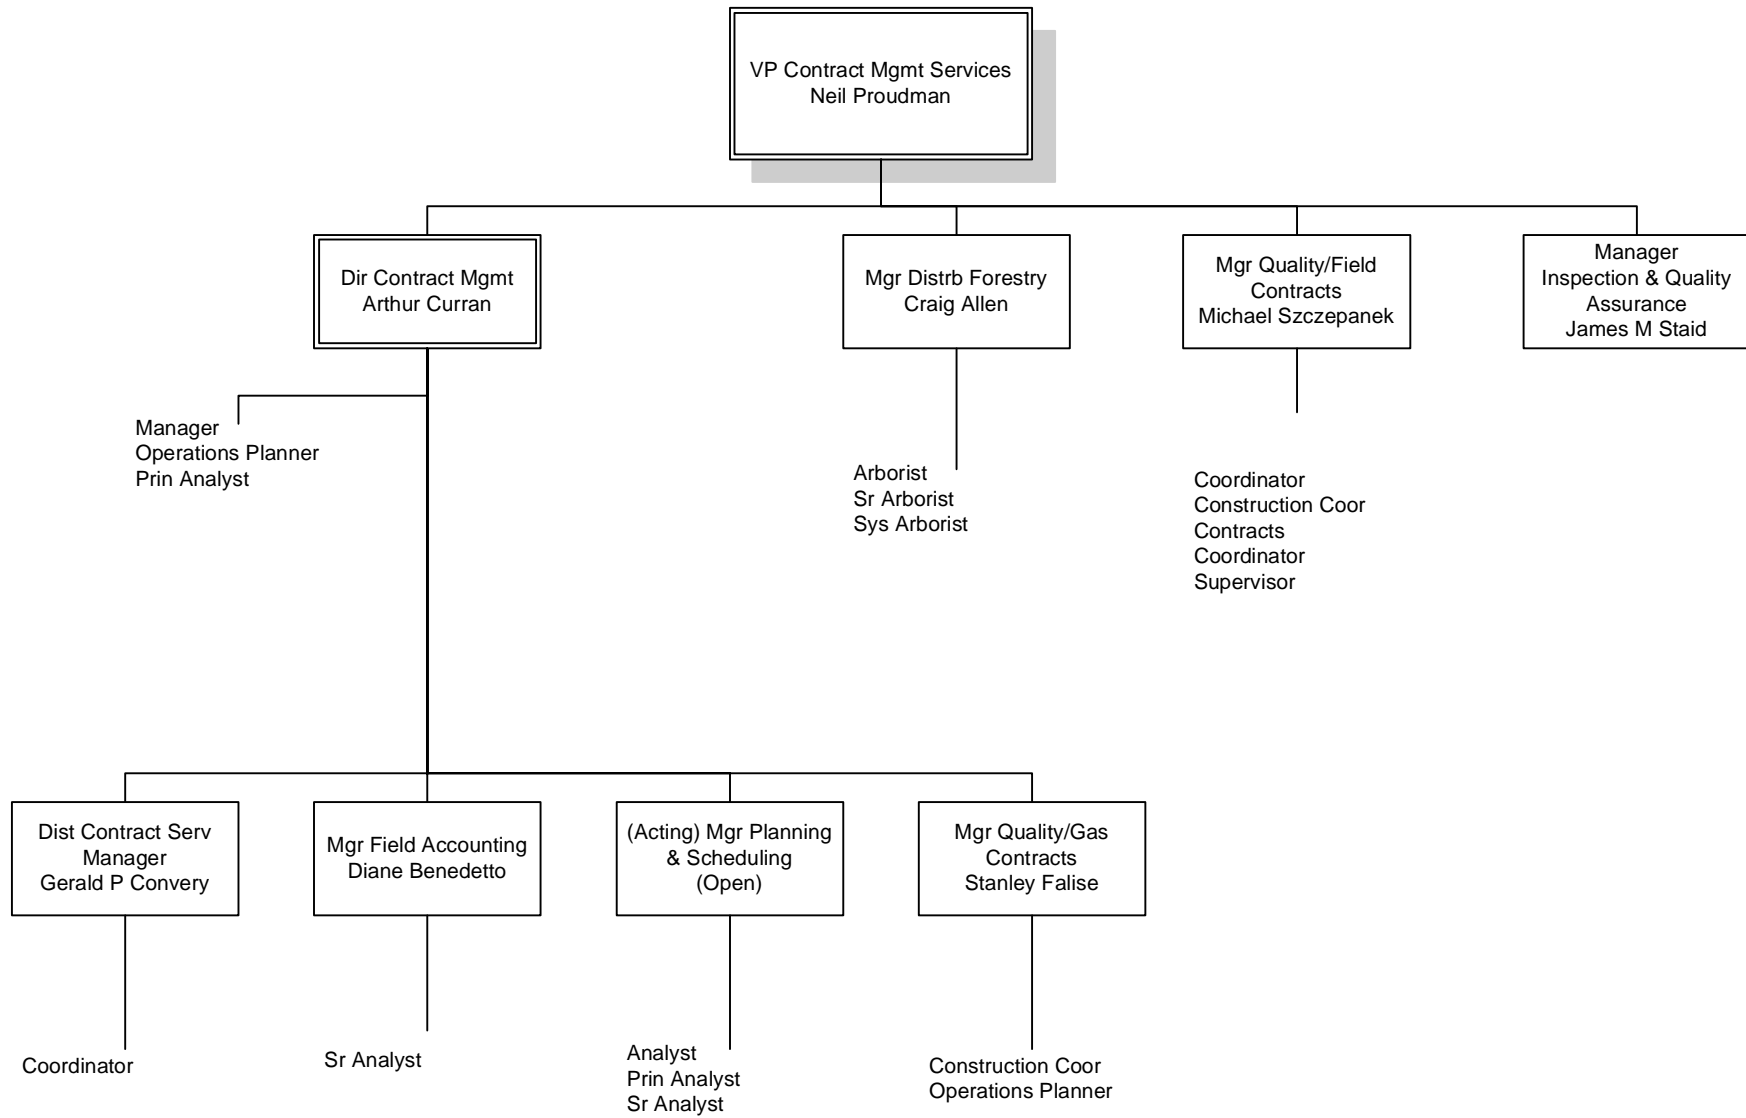 VP Contract Mgmt Services
Neil Proudman
Dir Contract Mgmt
Arthur Curran
Mgr Distrb Forestry
Craig Allen
Mgr Quality/Field
Contracts
Michael Szczepanek
Manager
Inspection & Quality
Assurance
James M Staid
Manager
Operations Planner
Prin Analyst
Arborist
Sr Arborist
Sys Arborist
Coordinator
Construction Coor
Contracts
Coordinator
Supervisor
Dist Contract Serv
Manager
Gerald P Convery
Mgr Field Accounting
Diane Benedetto
(Acting) Mgr Planning
& Scheduling
(Open)
Mgr Quality/Gas
Contracts
Stanley Falise
Coordinator
Sr Analyst
Analyst
Prin Analyst
Sr Analyst
Construction Coor
Operations Planner